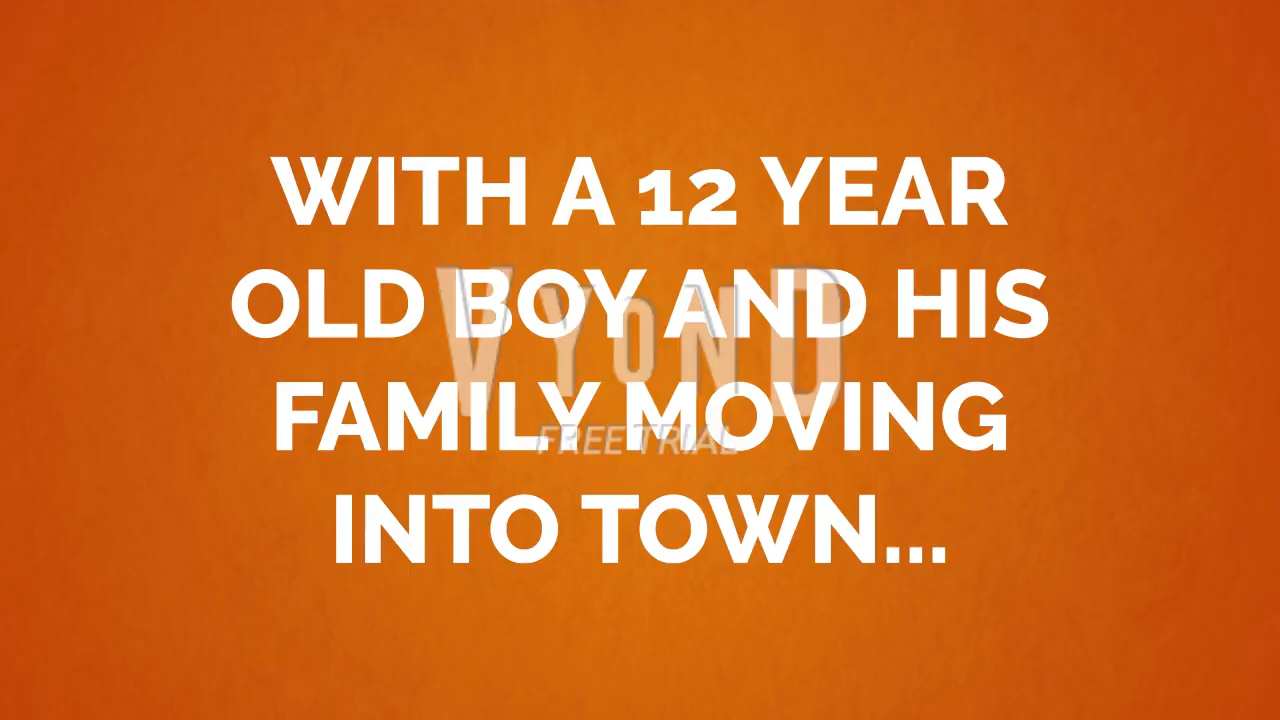 WITH A 12 YEAR
OLD BOY AND HIS
VYOND
FAMILY MOVING
FREE TRIAL
INTO TOWN...